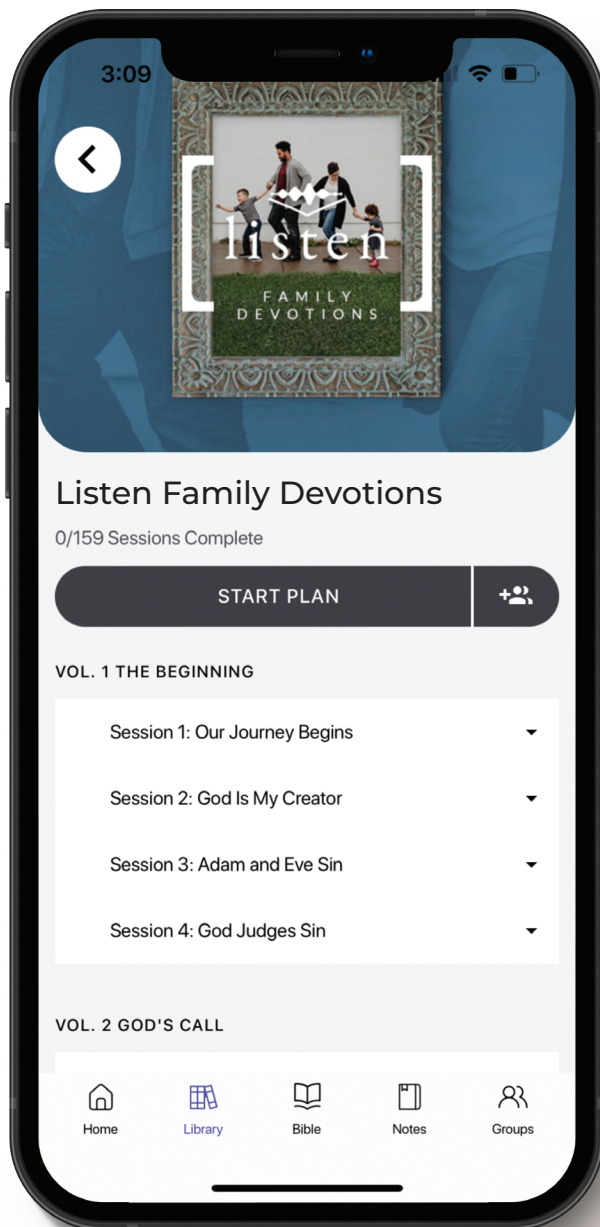 3:09
listen
FAMILY
DEVOTIONS
Listen Family Devotions
0/159 Sessions Complete
START PLAN
VOL. 1 THE BEGINNING
Session 1: Our Journey Begins
Session 2: God Is My Creator
Session 3: Adam and Eve Sin
Session 4: God Judges Sin
VOL. 2 GOD'S CALL
Home Library Bible Notes Groups